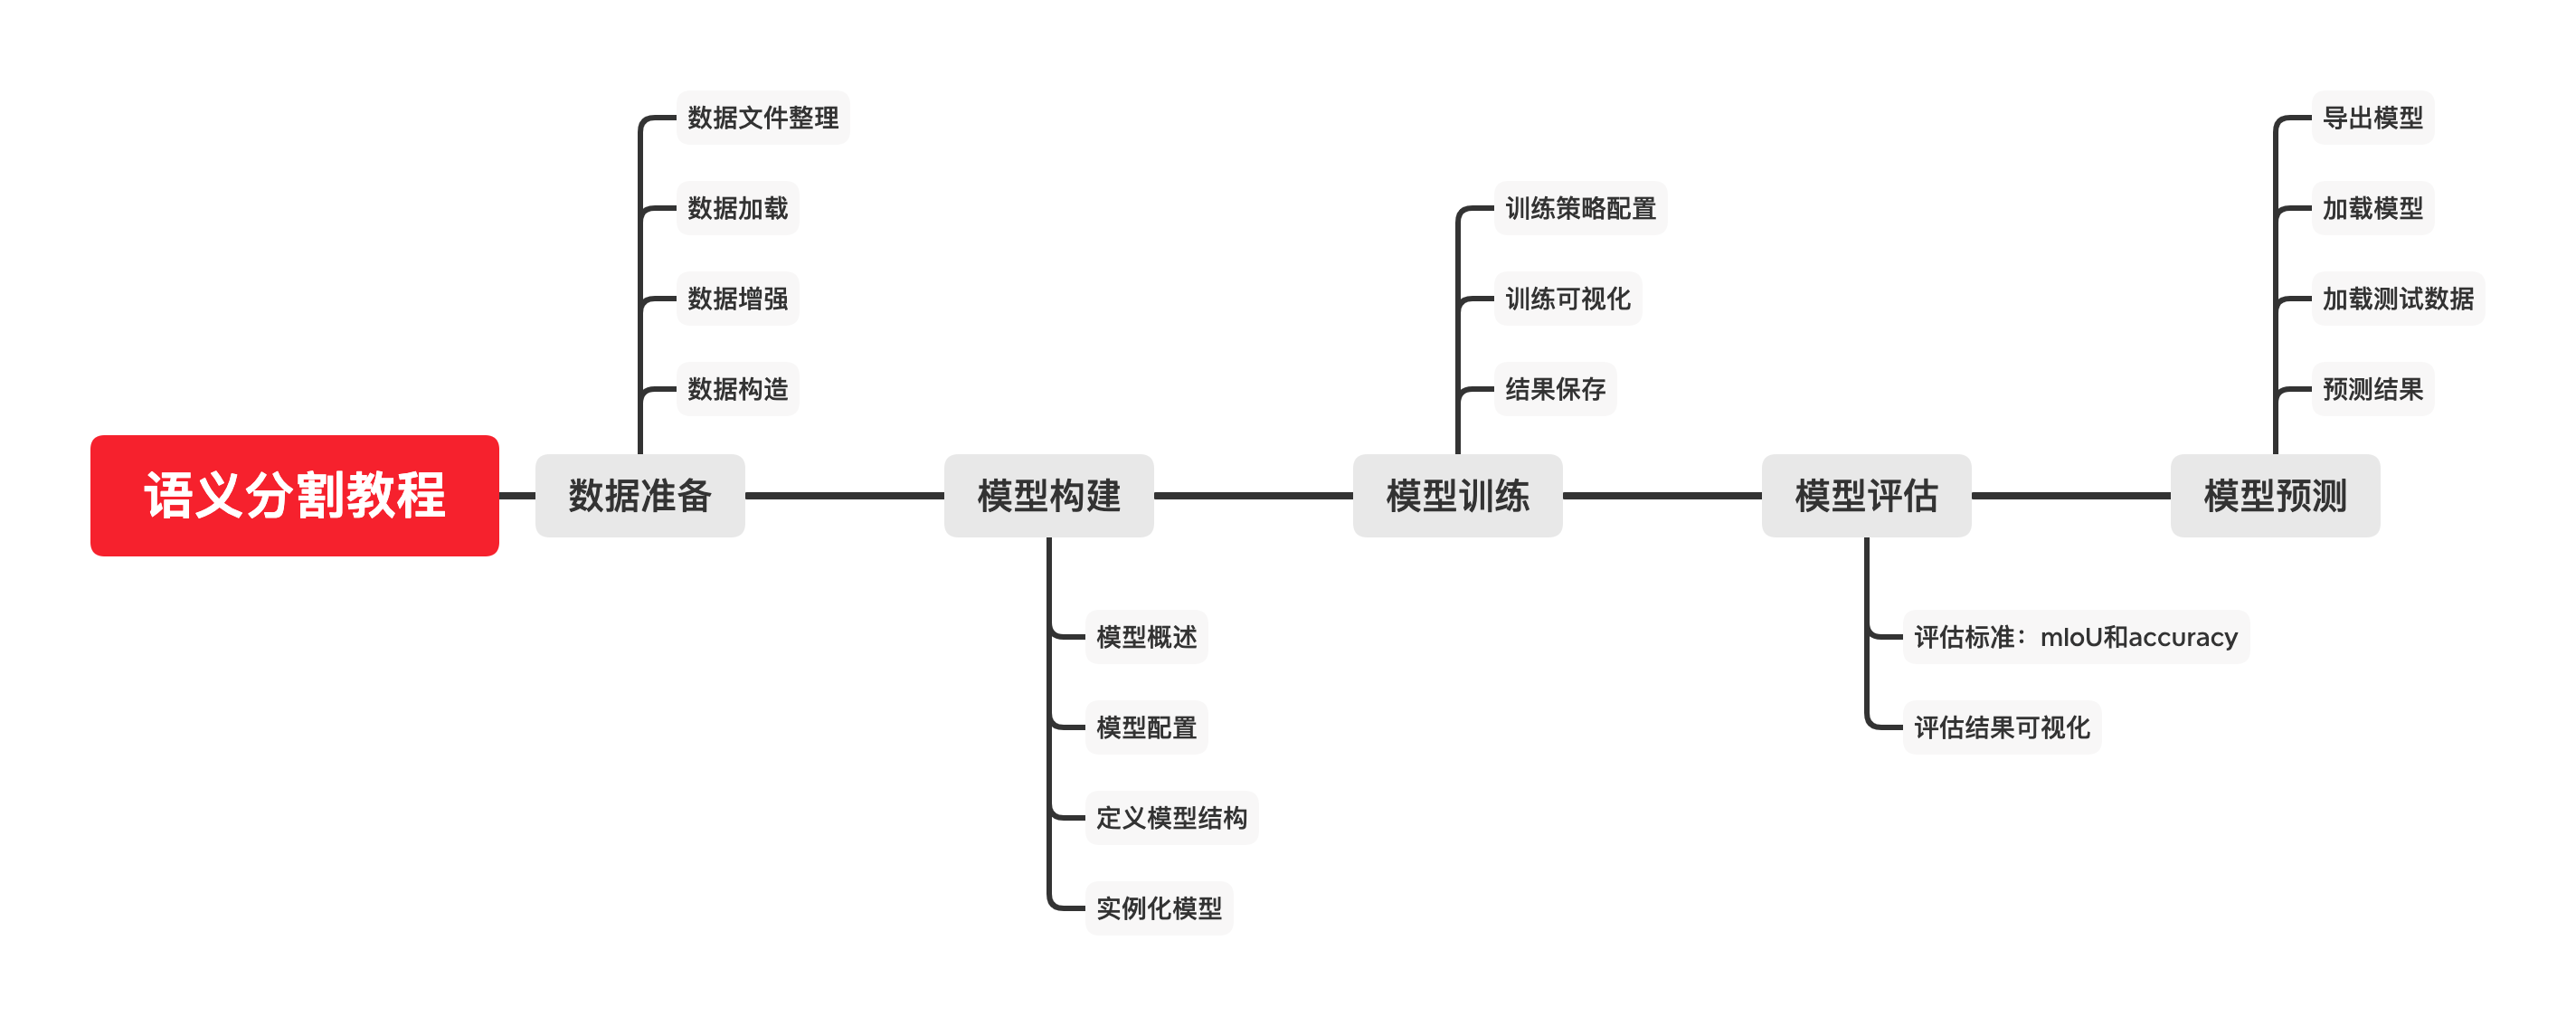 语义分割教程
数据准备
数据文件整理
数据加载
数据增强
数据构造
模型构建
模型概述
模型配置
定义模型结构
实例化模型
模型训练
训练策略配置
训练可视化
结果保存
模型评估
评估标准：mIoU和accuracy
评估结果可视化
模型预测
导出模型
加载模型
加载测试数据
预测结果